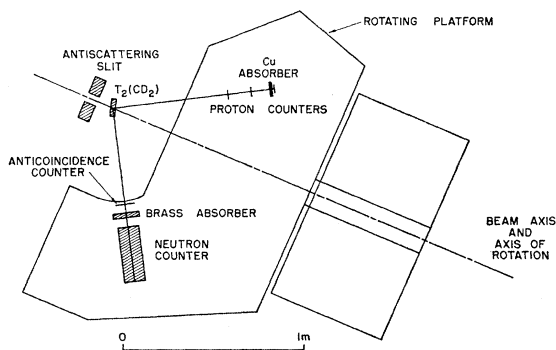 ROTATING PLATFORM
ANTISCATTERING
SLIT
T₂(CD₂)
Cu
ABSORBER
PROTON COUNTERS
ANTICOINCIDENCE
COUNTER
BRASS ABSORBER
NEUTRON
COUNTER
BEAM AXIS
AND
AXIS OF
ROTATION
0
1m